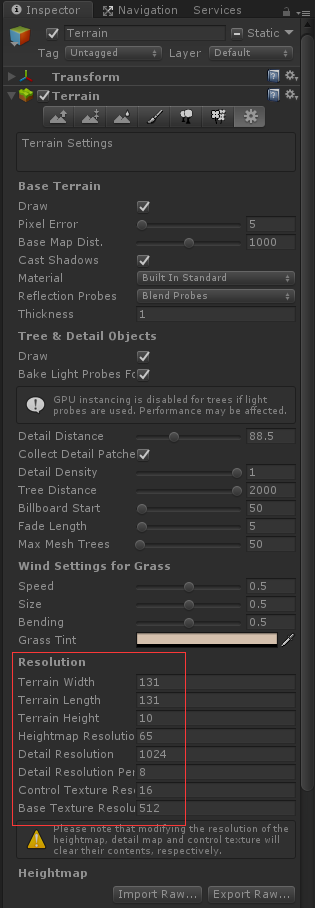 Inspector Navigation Services
Terrain Static
Tag Untagged Layer Default
Transform
Terrain
Terrain Settings
Base Terrain
Draw
Pixel Error 5
Base Map Dist. 1000
Cast Shadows
Material Built In Standard
Reflection Probes Blend Probes
Thickness 1
Tree & Detail Objects
Draw
Bake Light Probes Fo
GPU instancing is disabled for trees if light
probes are used. Performance may be affected.
Detail Distance 88.5
Collect Detail Patche
Detail Density 1
Tree Distance 2000
Billboard Start 50
Fade Length 5
Max Mesh Trees 50
Wind Settings for Grass
Speed 0.5
Size 0.5
Bending 0.5
Grass Tint
Resolution
Terrain Width 131
Terrain Length 131
Terrain Height 10
Heightmap Resolutio 65
Detail Resolution 1024
Detail Resolution Per 8
Control Texture Res 16
Base Texture Resolu 512
Please note that modifying the resolution of the
heightmap, detail map and control texture will
clear their contents, respectively.
Heightmap
Import Raw... Export Raw...